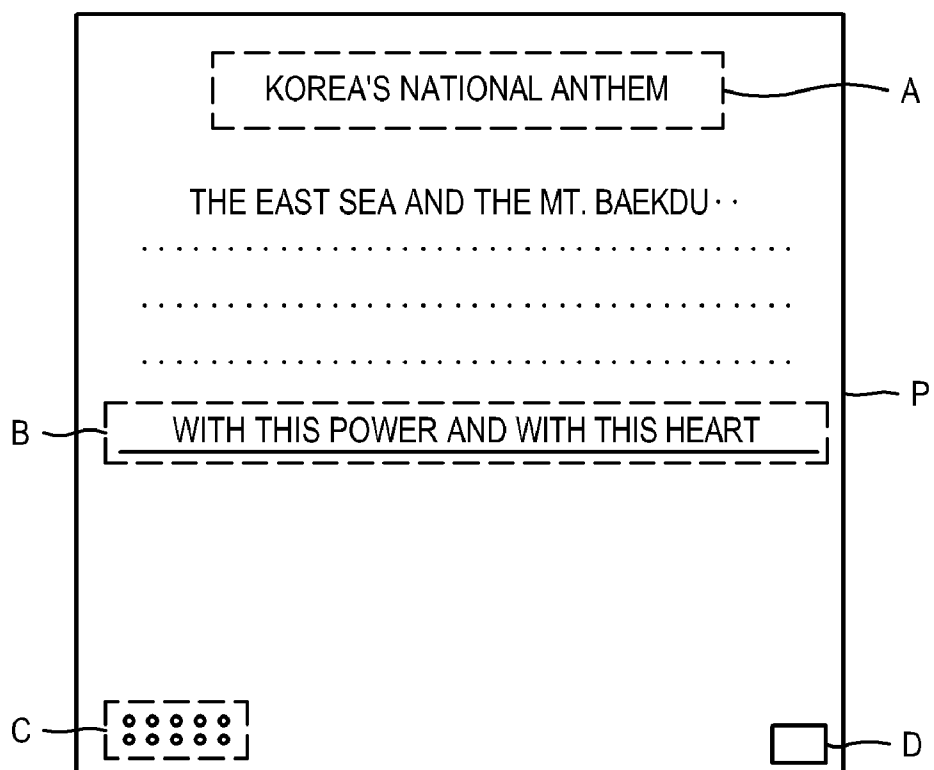 KOREA'S NATIONAL ANTHEM
A
THE EAST SEA AND THE MT. BAEKDU··
P
B
WITH THIS POWER AND WITH THIS HEART
C
D